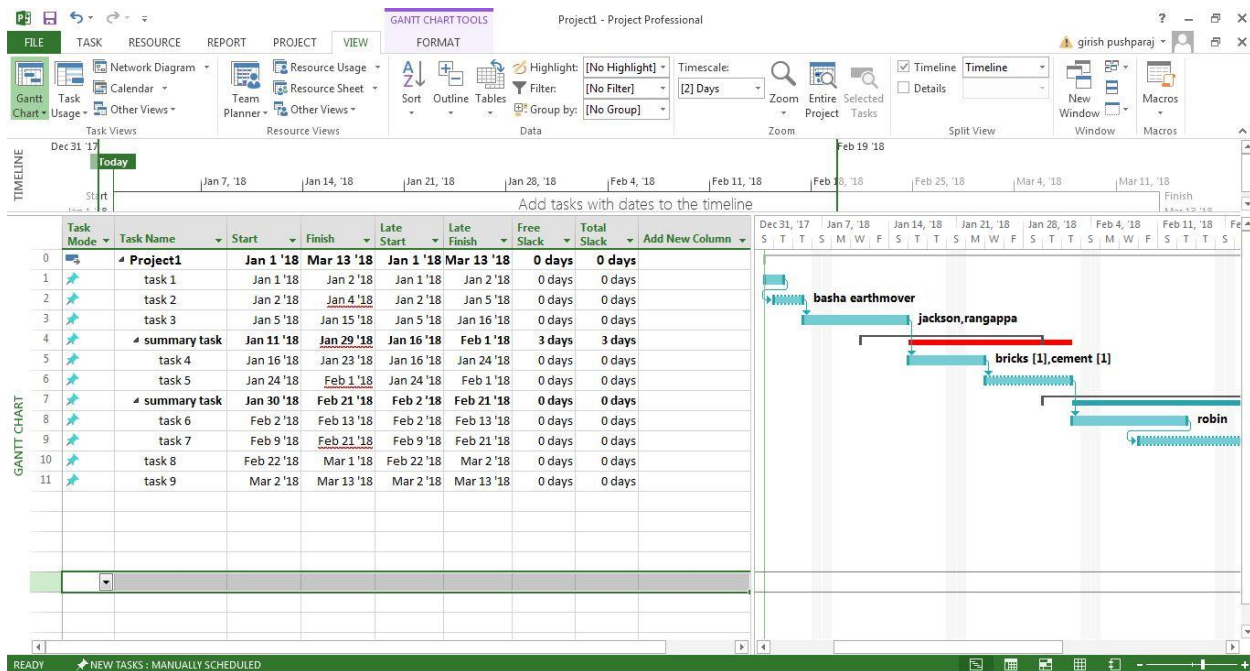 GANTT CHART TOOLS
Project1 - Project Professional
FILE TASK RESOURCE REPORT PROJECT VIEW FORMAT girish pushparaj
Gantt Chart
Task Usage
Network Diagram
Calendar
Other Views
Task Views
Team Planner
Resource Usage
Resource Sheet
Other Views
Resource Views
Sort
Outline
Tables
Highlight: [No Highlight]
Filter: [No Filter]
Group by: [No Group]
Data
Timescale:
[2] Days
Zoom
Entire Project
Selected Tasks
Zoom
Timeline Timeline
Details
Split View
New Window
Window
Macros
Macros
TIMELINE
Dec 31 '17 Feb 19 '18
Today
Jan 7, '18 Jan 14, '18 Jan 21, '18 Jan 28, '18 Feb 4, '18 Feb 11, '18 Feb 18, '18 Feb 25, '18 Mar 4, '18 Mar 11, '18
Start
Add tasks with dates to the timeline
Finish
GANTT CHART
Task Mode Task Name Start Finish Late Start Late Finish Free Slack Total Slack Add New Column
0 Project1 Jan 1 '18 Mar 13 '18 Jan 1 '18 Mar 13 '18 0 days 0 days
1 task 1 Jan 1 '18 Jan 2 '18 Jan 1 '18 Jan 2 '18 0 days 0 days
2 task 2 Jan 2 '18 Jan 4 '18 Jan 2 '18 Jan 5 '18 0 days 0 days
3 task 3 Jan 5 '18 Jan 15 '18 Jan 5 '18 Jan 16 '18 0 days 0 days
4 summary task Jan 11 '18 Jan 29 '18 Jan 16 '18 Feb 1 '18 3 days 3 days
5 task 4 Jan 16 '18 Jan 23 '18 Jan 16 '18 Jan 24 '18 0 days 0 days
6 task 5 Jan 24 '18 Feb 1 '18 Jan 24 '18 Feb 1 '18 0 days 0 days
7 summary task Jan 30 '18 Feb 21 '18 Feb 2 '18 Feb 21 '18 0 days 0 days
8 task 6 Feb 2 '18 Feb 13 '18 Feb 2 '18 Feb 13 '18 0 days 0 days
9 task 7 Feb 9 '18 Feb 21 '18 Feb 9 '18 Feb 21 '18 0 days 0 days
10 task 8 Feb 22 '18 Mar 1 '18 Feb 22 '18 Mar 2 '18 0 days 0 days
11 task 9 Mar 2 '18 Mar 13 '18 Mar 2 '18 Mar 13 '18 0 days 0 days
Dec 31, '17 Jan 7, '18 Jan 14, '18 Jan 21, '18 Jan 28, '18 Feb 4, '18 Feb 11, '18 Fe
S T T S M W F S T T S M W F S T T S M W F S T T S
basha earthmover
jackson,rangappa
bricks [1],cement [1]
robin
READY NEW TASKS : MANUALLY SCHEDULED